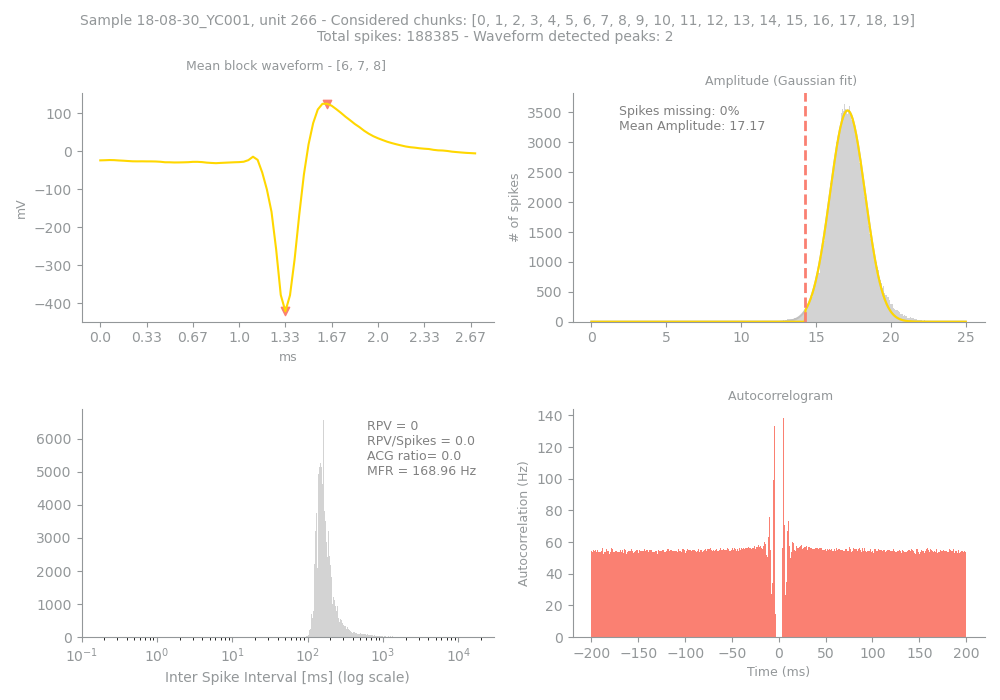 Sample 18-08-30_YC001, unit 266 - Considered chunks: [0, 1, 2, 3, 4, 5, 6, 7, 8, 9, 10, 11, 12, 13, 14, 15, 16, 17, 18, 19]
Total spikes: 188385 - Waveform detected peaks: 2
Mean block waveform - [6, 7, 8]
100
0
−100
−200
−300
−400
mV
0.0 0.33 0.67 1.0 1.33 1.67 2.0 2.33 2.67
ms
Amplitude (Gaussian fit)
Spikes missing: 0%
Mean Amplitude: 17.17
3500
3000
2500
2000
1500
1000
500
0
# of spikes
0 5 10 15 20 25
RPV = 0
RPV/Spikes = 0.0
ACG ratio= 0.0
MFR = 168.96 Hz
6000
5000
4000
3000
2000
1000
0
10⁻¹ 10⁰ 10¹ 10² 10³ 10⁴
Inter Spike Interval [ms] (log scale)
Autocorrelogram
140
120
100
80
60
40
20
0
Autocorrelation (Hz)
−200 −150 −100 −50 0 50 100 150 200
Time (ms)